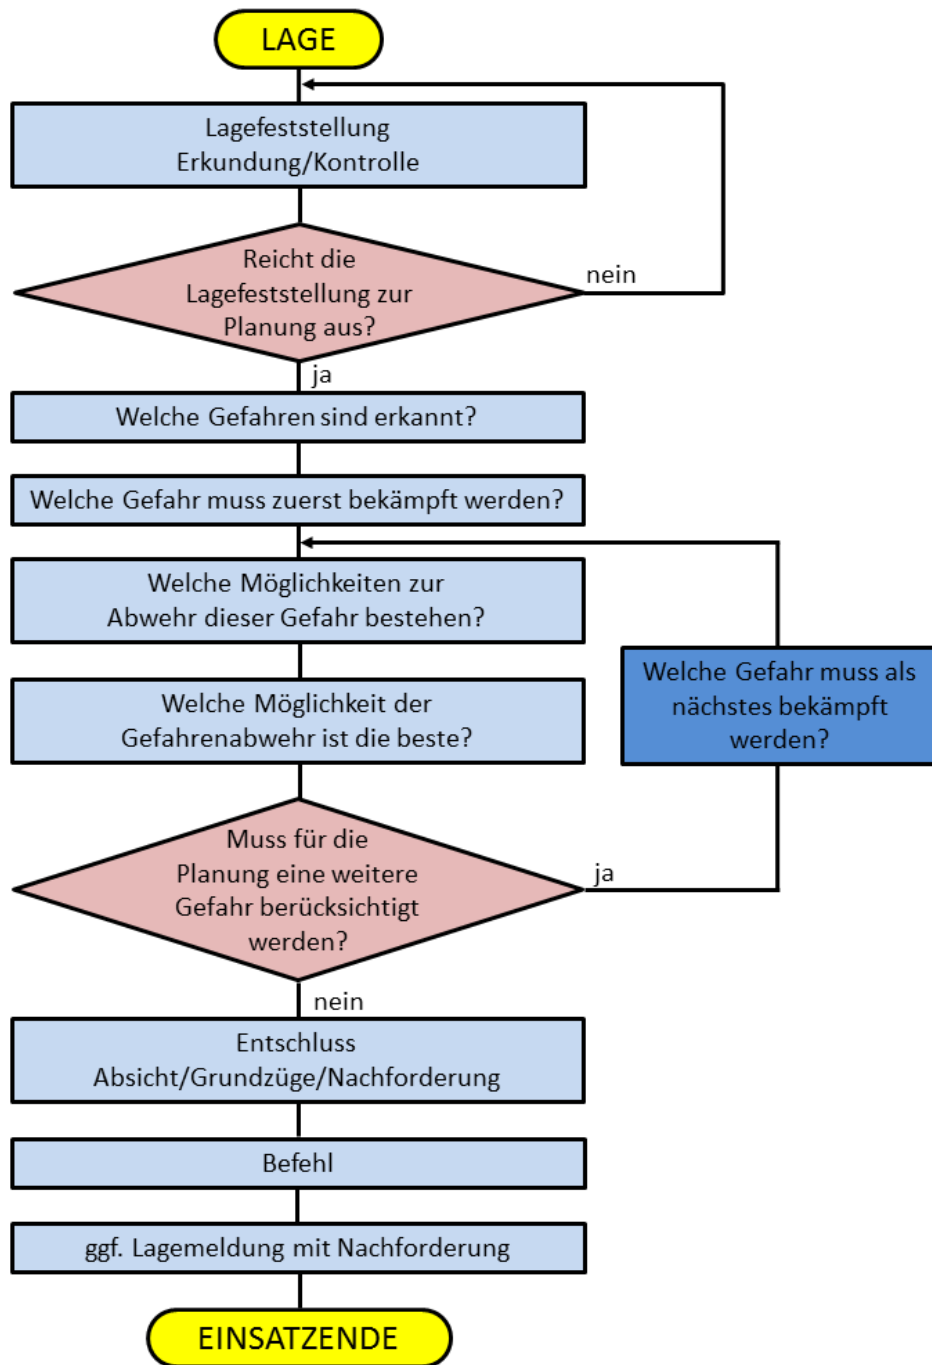 LAGE
Lagefeststellung
Erkundung/Kontrolle
Reicht die
Lagefeststellung zur
Planung aus?
nein
ja
Welche Gefahren sind erkannt?
Welche Gefahr muss zuerst bekämpft werden?
Welche Möglichkeiten zur
Abwehr dieser Gefahr bestehen?
Welche Gefahr muss als
nächstes bekämpft
werden?
Welche Möglichkeit der
Gefahrenabwehr ist die beste?
Muss für die
Planung eine weitere
Gefahr berücksichtigt
werden?
ja
nein
Entschluss
Absicht/Grundzüge/Nachforderung
Befehl
ggf. Lagemeldung mit Nachforderung
EINSATZENDE